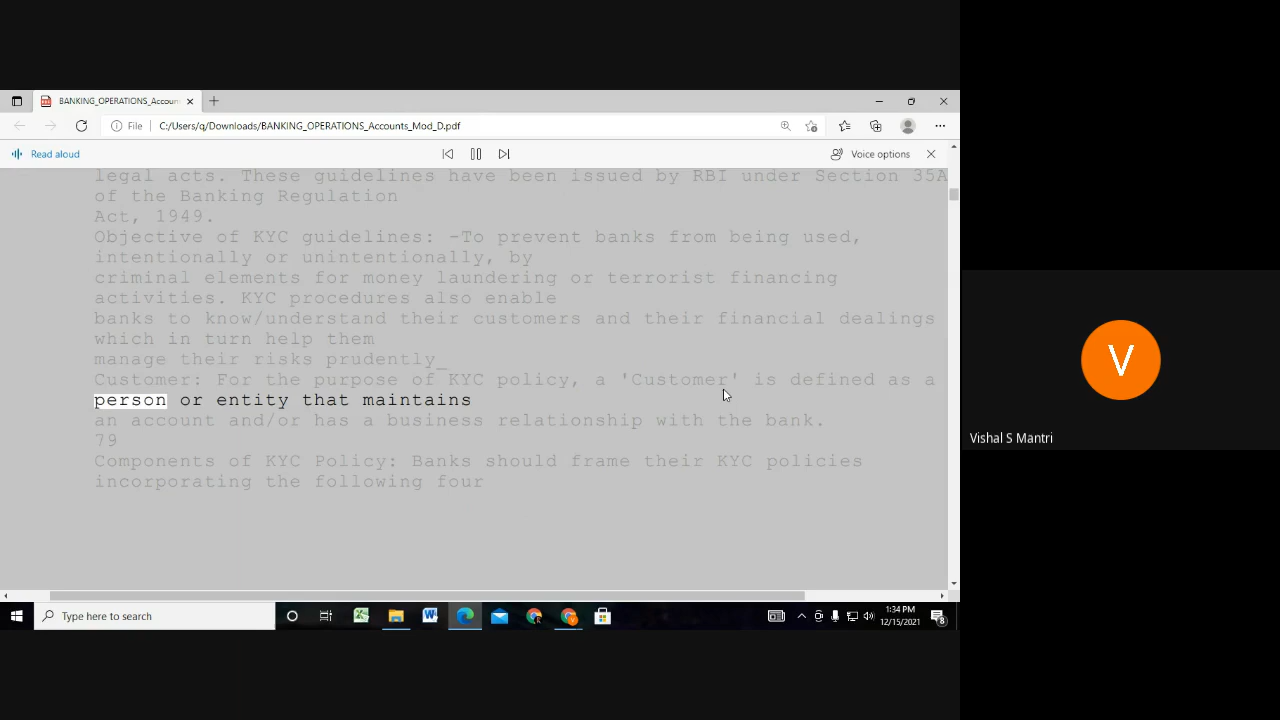 BANKING_OPERATIONS_Accoun
File C:/Users/q/Downloads/BANKING_OPERATIONS_Accounts_Mod_D.pdf
Read aloud Voice options
legal acts. These guidelines have been issued by RBI under Section 35A
of the Banking Regulation
Act, 1949.
Objective of KYC guidelines: -To prevent banks from being used,
intentionally or unintentionally, by
criminal elements for money laundering or terrorist financing
activities. KYC procedures also enable
banks to know/understand their customers and their financial dealings
which in turn help them
manage their risks prudently_
Customer: For the purpose of KYC policy, a 'Customer' is defined as a
person or entity that maintains
an account and/or has a business relationship with the bank.
79
Components of KYC Policy: Banks should frame their KYC policies
incorporating the following four
V
Vishal S Mantri
Type here to search
1:34 PM
12/15/2021
8